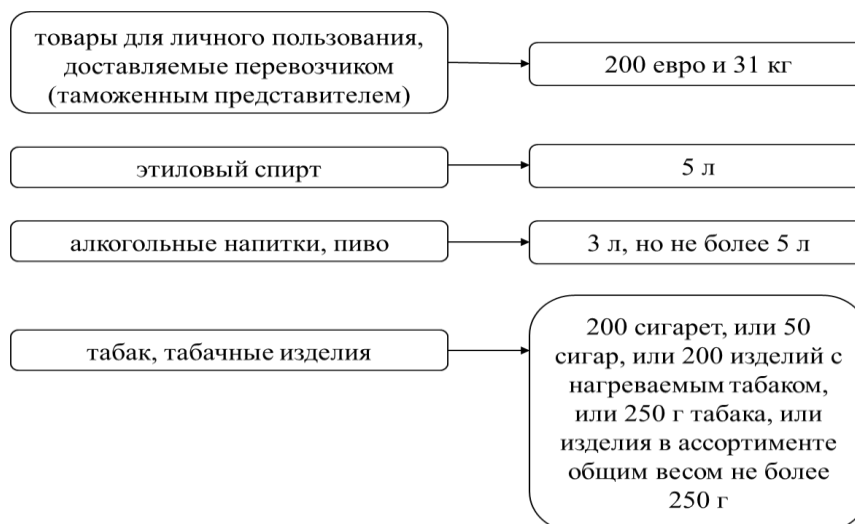 товары для личного пользования,
доставляемые перевозчиком
(таможенным представителем)
200 евро и 31 кг
этиловый спирт
5 л
алкогольные напитки, пиво
3 л, но не более 5 л
табак, табачные изделия
200 сигарет, или 50
сигар, или 200 изделий с
нагреваемым табаком,
или 250 г табака, или
изделия в ассортименте
общим весом не более
250 г